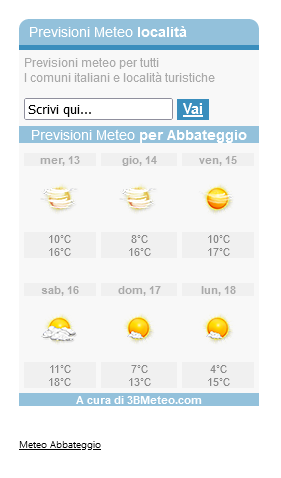 Previsioni Meteo località
Previsioni meteo per tutti
I comuni italiani e località turistiche
Scrivi qui... Vai
Previsioni Meteo per Abbateggio
mer, 13 gio, 14 ven, 15
10°C 8°C 10°C
16°C 16°C 17°C
sab, 16 dom, 17 lun, 18
11°C 7°C 4°C
18°C 13°C 15°C
A cura di 3BMeteo.com
Meteo Abbateggio